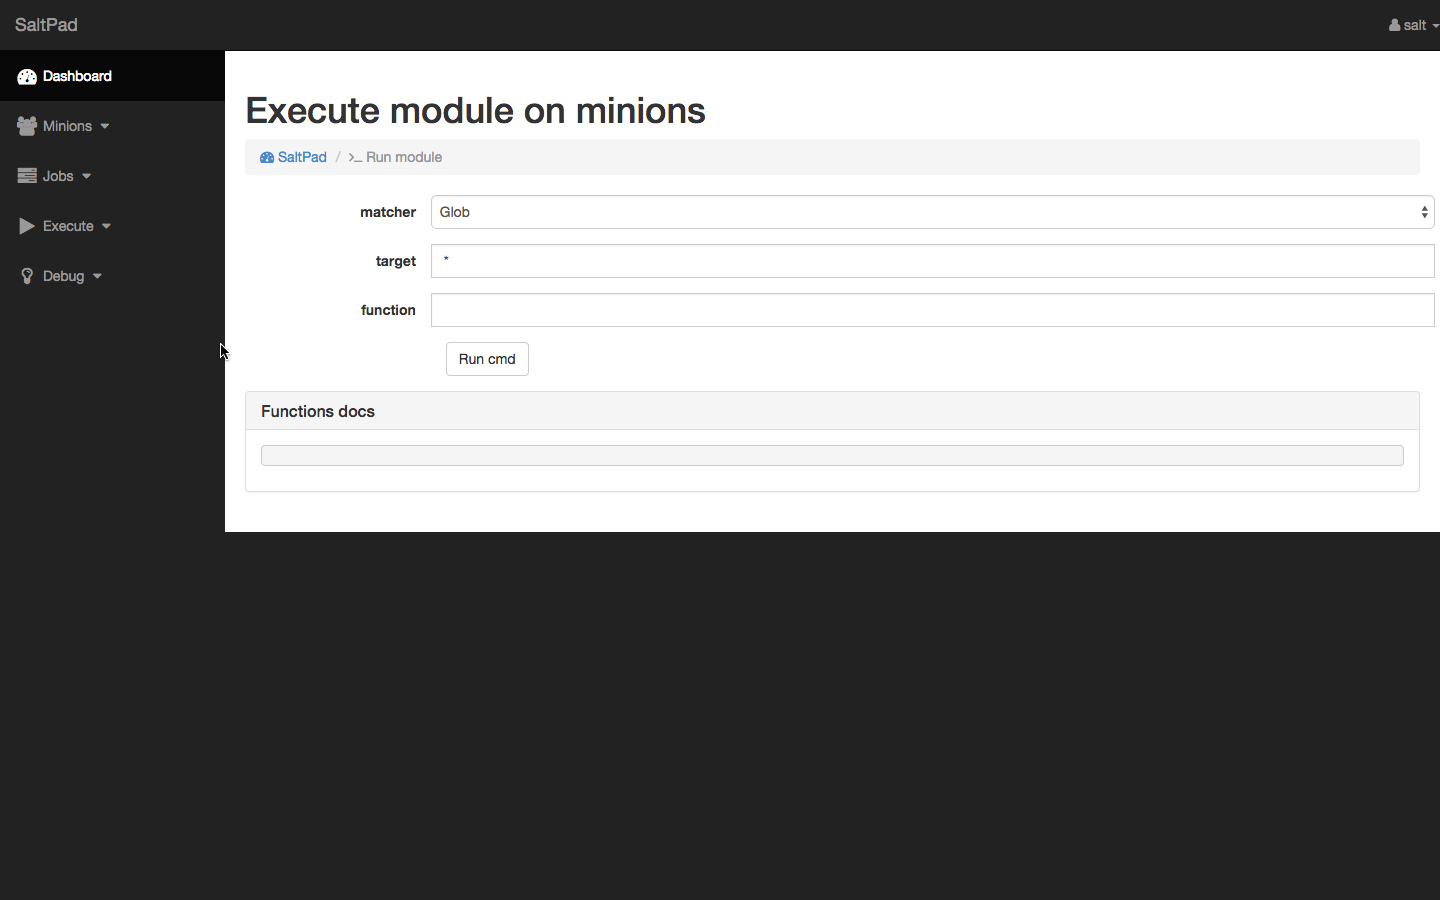 SaltPad
salt
Dashboard
Minions
Jobs
Execute
Debug
Execute module on minions
SaltPad / >_ Run module
matcher
Glob
target
*
function
Run cmd
Functions docs